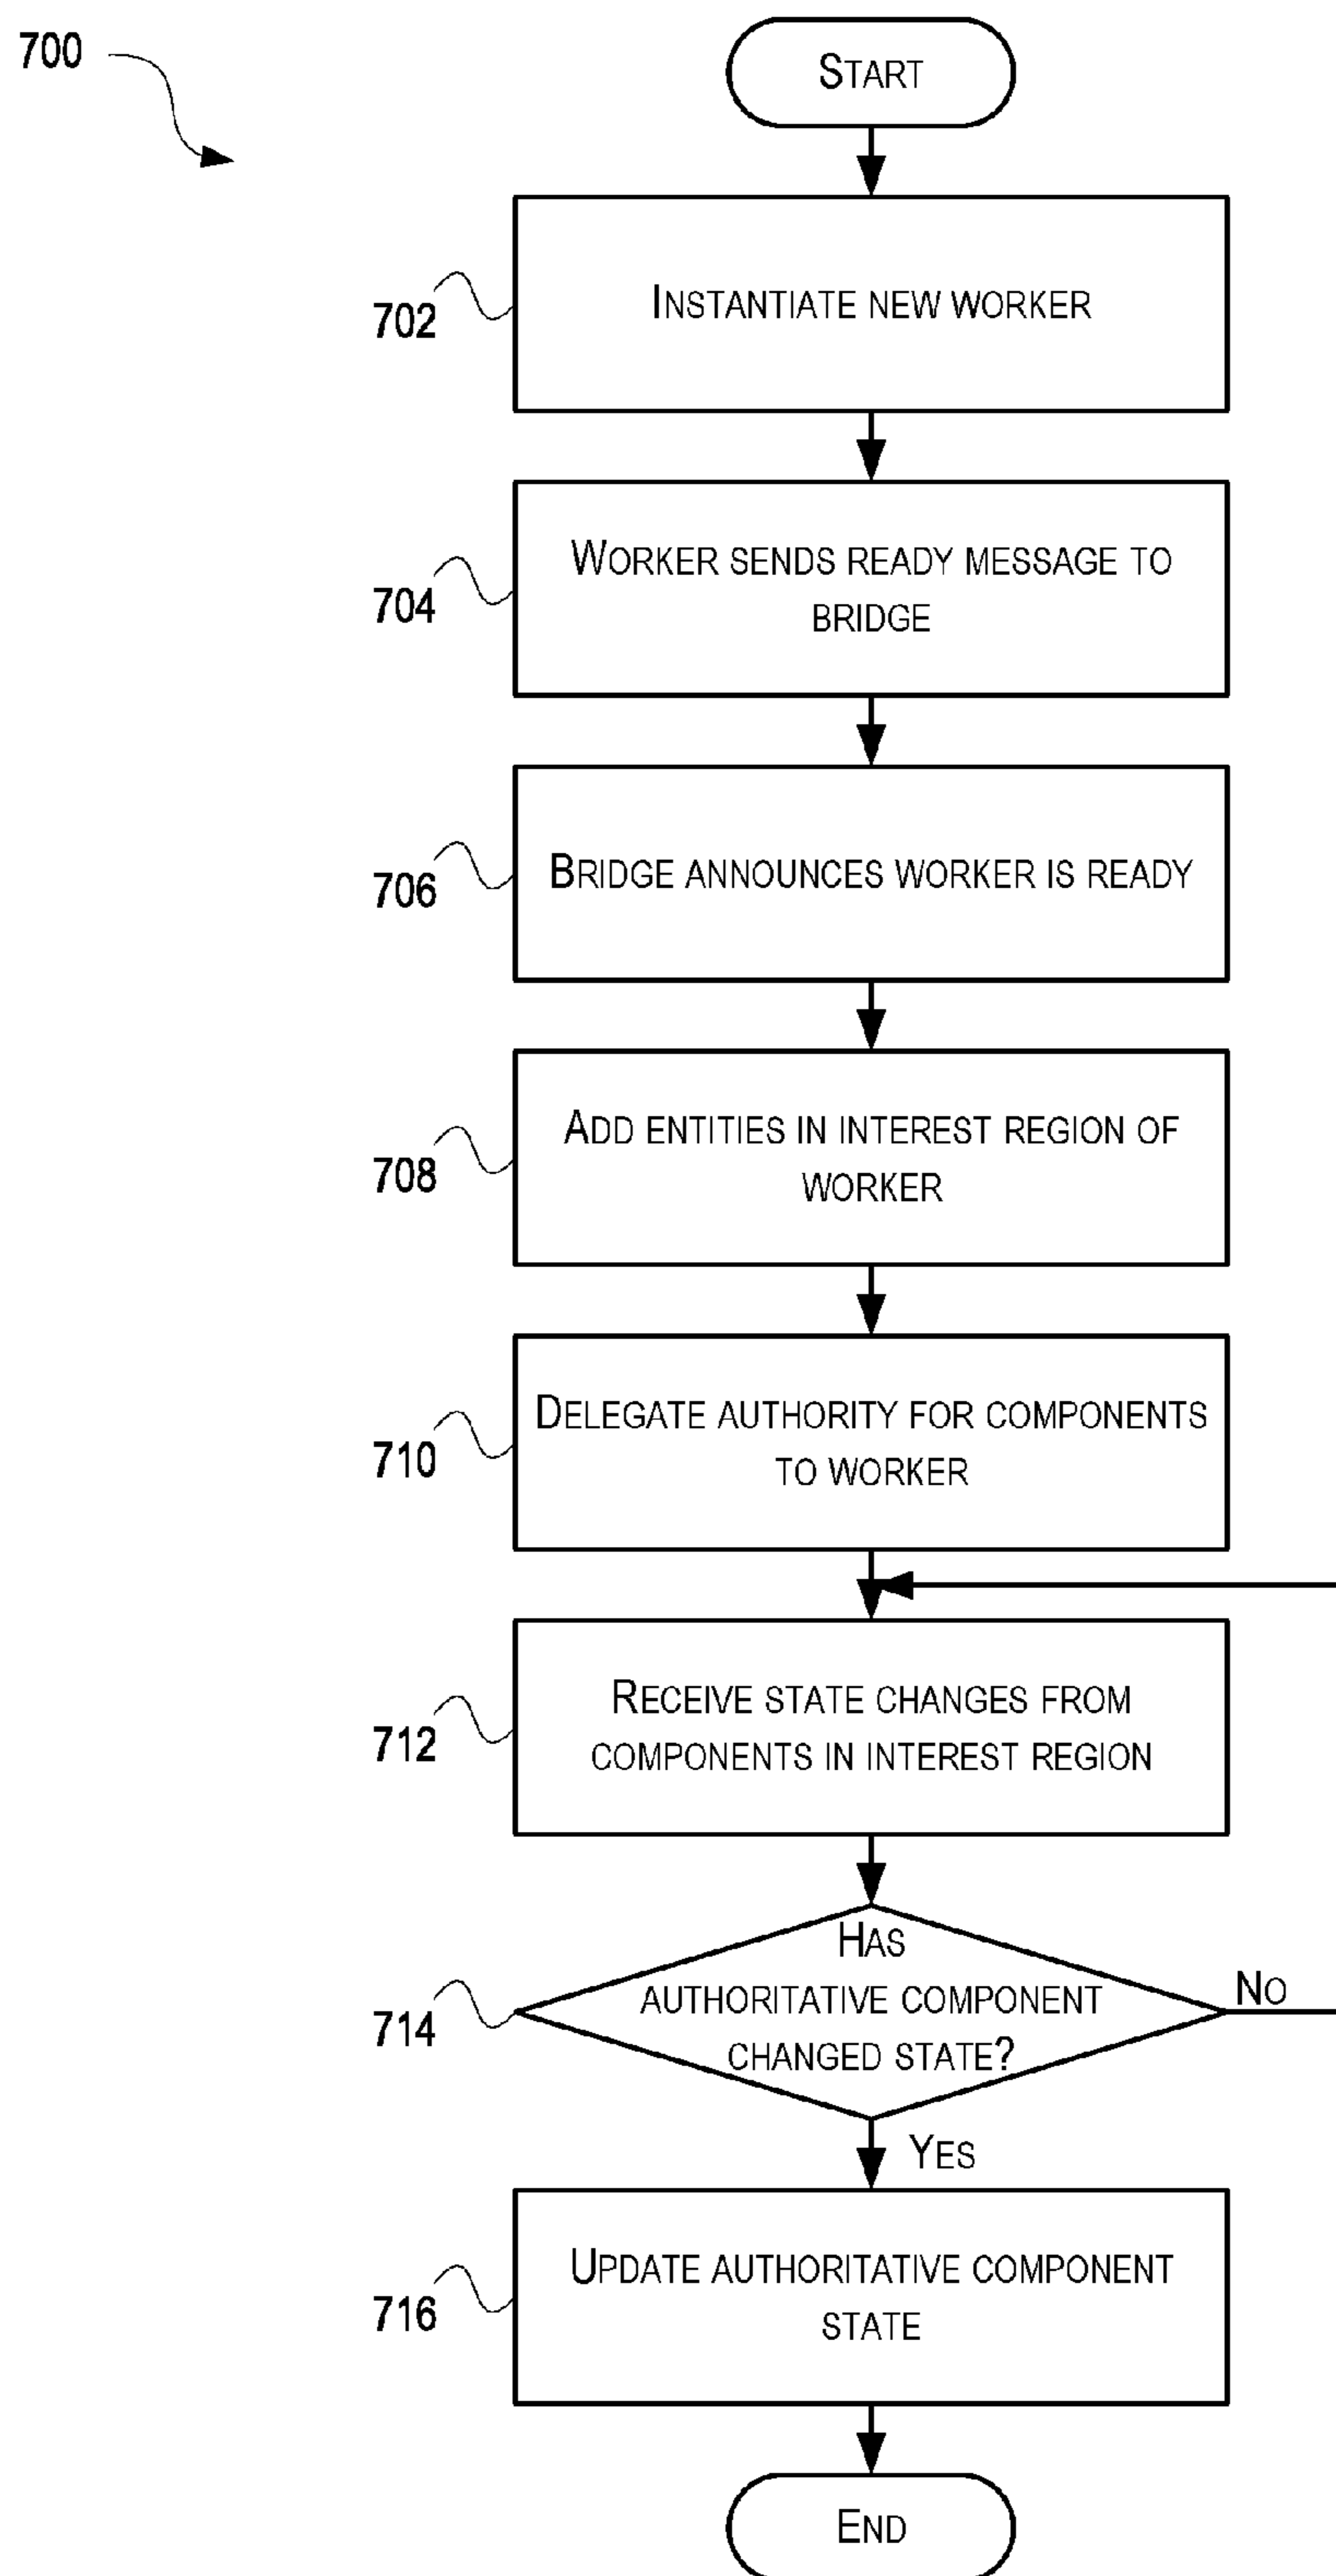 700
START
702
INSTANTIATE NEW WORKER
704
WORKER SENDS READY MESSAGE TO
BRIDGE
706
BRIDGE ANNOUNCES WORKER IS READY
708
ADD ENTITIES IN INTEREST REGION OF
WORKER
710
DELEGATE AUTHORITY FOR COMPONENTS
TO WORKER
712
RECEIVE STATE CHANGES FROM
COMPONENTS IN INTEREST REGION
714
HAS
AUTHORITATIVE COMPONENT
CHANGED STATE?
NO
YES
716
UPDATE AUTHORITATIVE COMPONENT
STATE
END